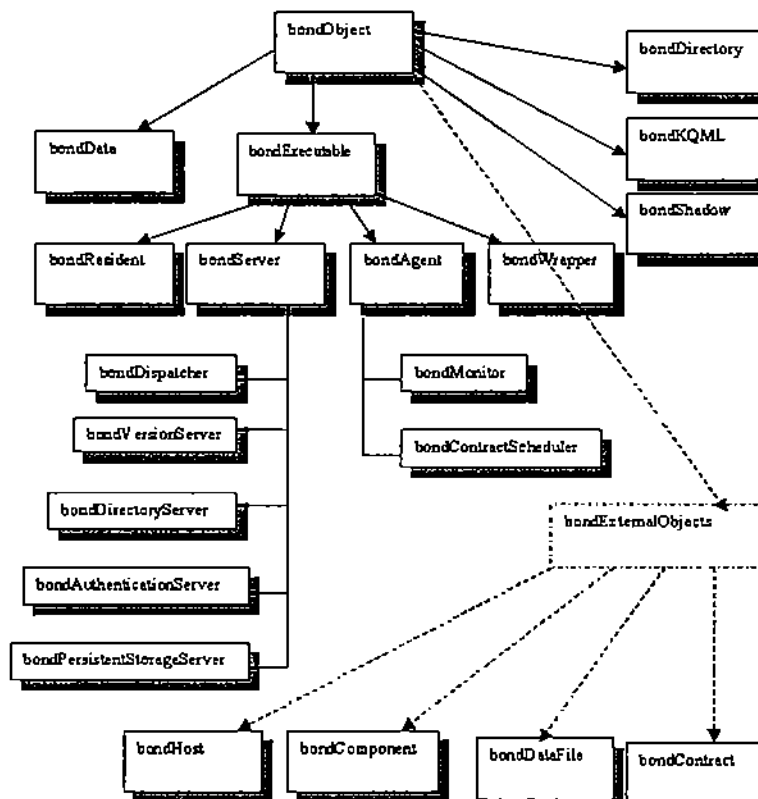 bondObject
bondDirectory
bondData
bondExecutable
bondKQML
bondShadow
bondResident
bondServer
bondAgent
bondWrapper
bondDispatcher
bondMonitor
bondVersionServer
bondContractScheduler
bondDirectoryServer
bondExternalObjects
bondAuthenticationServer
bondPersistentStorageServer
bondHost
bondComponent
bondDataFile
bondContract